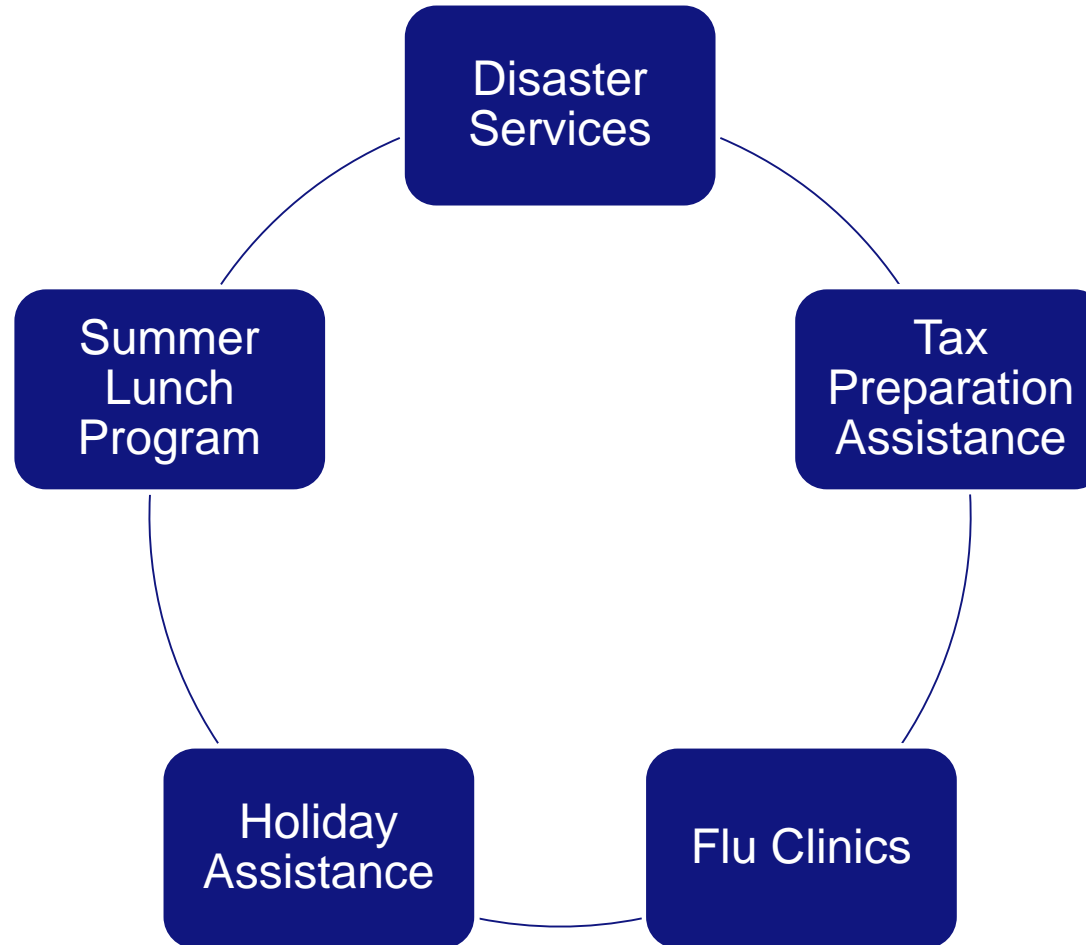 Disaster
Services
Tax
Preparation
Assistance
Flu Clinics
Holiday
Assistance
Summer
Lunch
Program